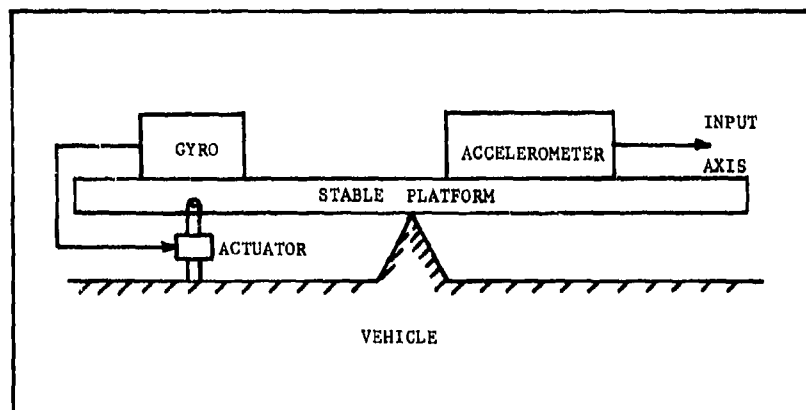 INPUT
GYRO
ACCELEROMETER
AXIS
STABLE PLATFORM
ACTUATOR
VEHICLE